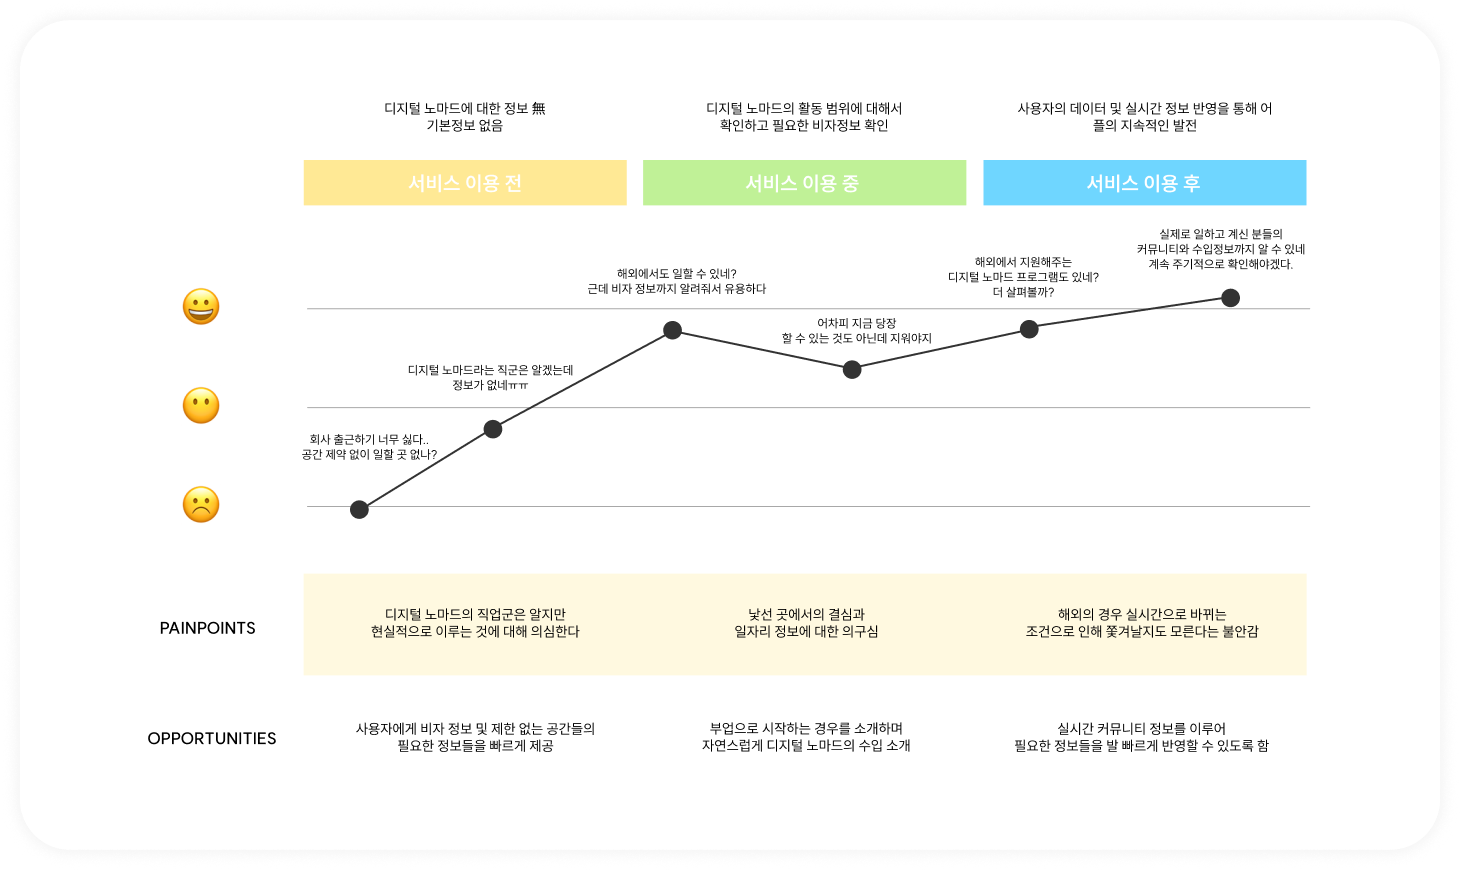 디지털 노마드에 대한 정보 無
기본정보 없음
디지털 노마드의 활동 범위에 대해서
확인하고 필요한 비자정보 확인
사용자의 데이터 및 실시간 정보 반영을 통해 어
플의 지속적인 발전
서비스 이용 전
서비스 이용 중
서비스 이용 후
회사 출근하기 너무 싫다..
공간 제약 없이 일할 곳 없나?
디지털 노마드라는 직군은 알겠는데
정보가 없네ㅠㅠ
해외에서도 일할 수 있네?
근데 비자 정보까지 알려줘서 유용하다
어차피 지금 당장
할 수 있는 것도 아닌데 지워야지
해외에서 지원해주는
디지털 노마드 프로그램도 있네?
더 살펴볼까?
실제로 일하고 계신 분들의
커뮤니티와 수입정보까지 알 수 있네
계속 주기적으로 확인해야겠다.
PAINPOINTS
디지털 노마드의 직업군은 알지만
현실적으로 이루는 것에 대해 의심한다
낯선 곳에서의 결심과
일자리 정보에 대한 의구심
해외의 경우 실시간으로 바뀌는
조건으로 인해 쫓겨날지도 모른다는 불안감
OPPORTUNITIES
사용자에게 비자 정보 및 제한 없는 공간들의
필요한 정보들을 빠르게 제공
부업으로 시작하는 경우를 소개하며
자연스럽게 디지털 노마드의 수입 소개
실시간 커뮤니티 정보를 이루어
필요한 정보들을 발 빠르게 반영할 수 있도록 함